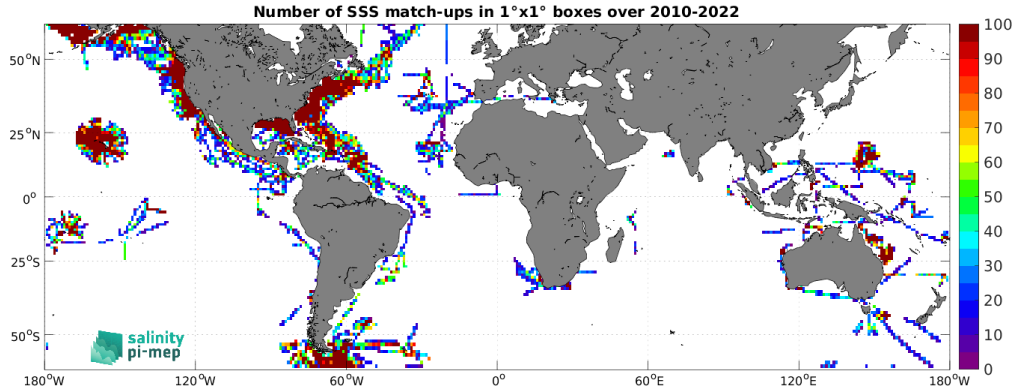 Number of SSS match-ups in 1°x1° boxes over 2010-2022
100
90
80
70
60
50
40
30
20
10
0
50°N
25°N
0°
25°S
50°S
salinity
pi-mep
180°W
120°W
60°W
0°
60°E
120°E
180°W